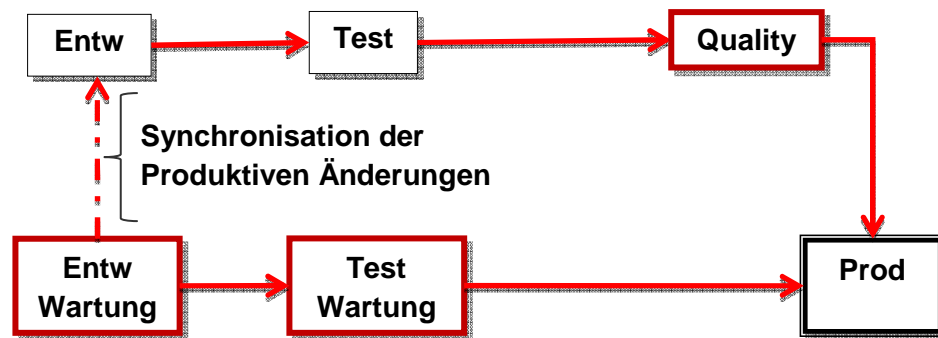 Entw
Test
Quality
Synchronisation der
Produktiven Änderungen
Entw
Wartung
Test
Wartung
Prod